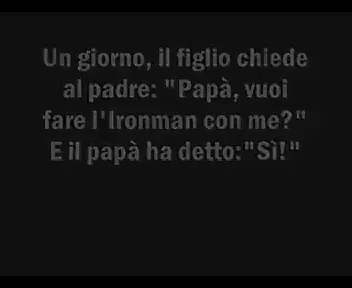 Un giorno, il figlio chiede
al padre: "Papà, vuoi
fare l'Ironman con me?"
E il papà ha detto:"Sì!"